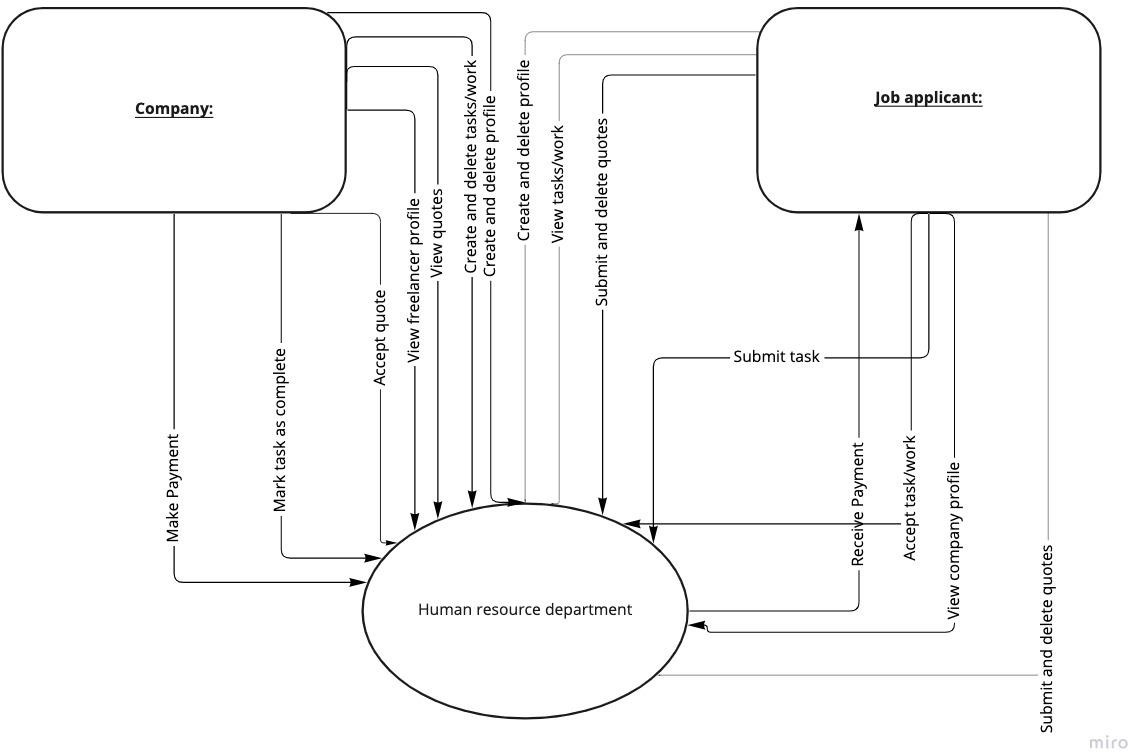 Company:
Job applicant:
Make Payment
Mark task as complete
Accept quote
View freelancer profile
View quotes
Create and delete tasks/work
Create and delete profile
Create and delete profile
View tasks/work
Submit and delete quotes
Submit task
Receive Payment
Accept task/work
View company profile
Submit and delete quotes
Human resource department
miro